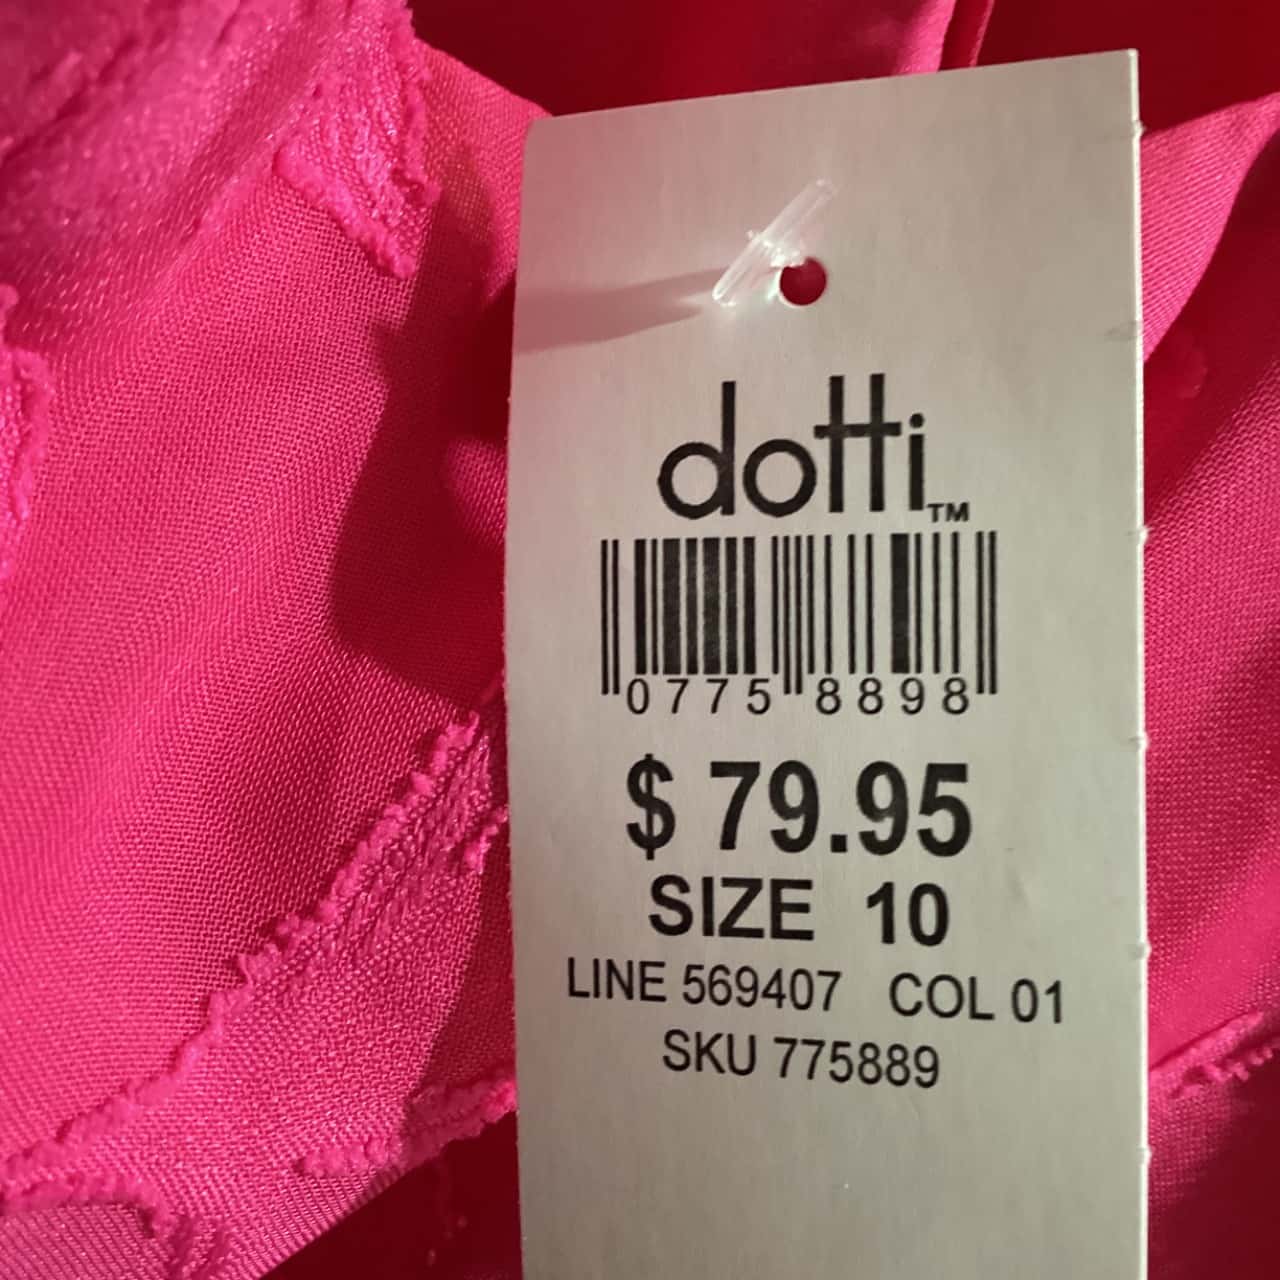 dotti™
0775 8898
$ 79.95
SIZE 10
LINE 569407 COL 01
SKU 775889